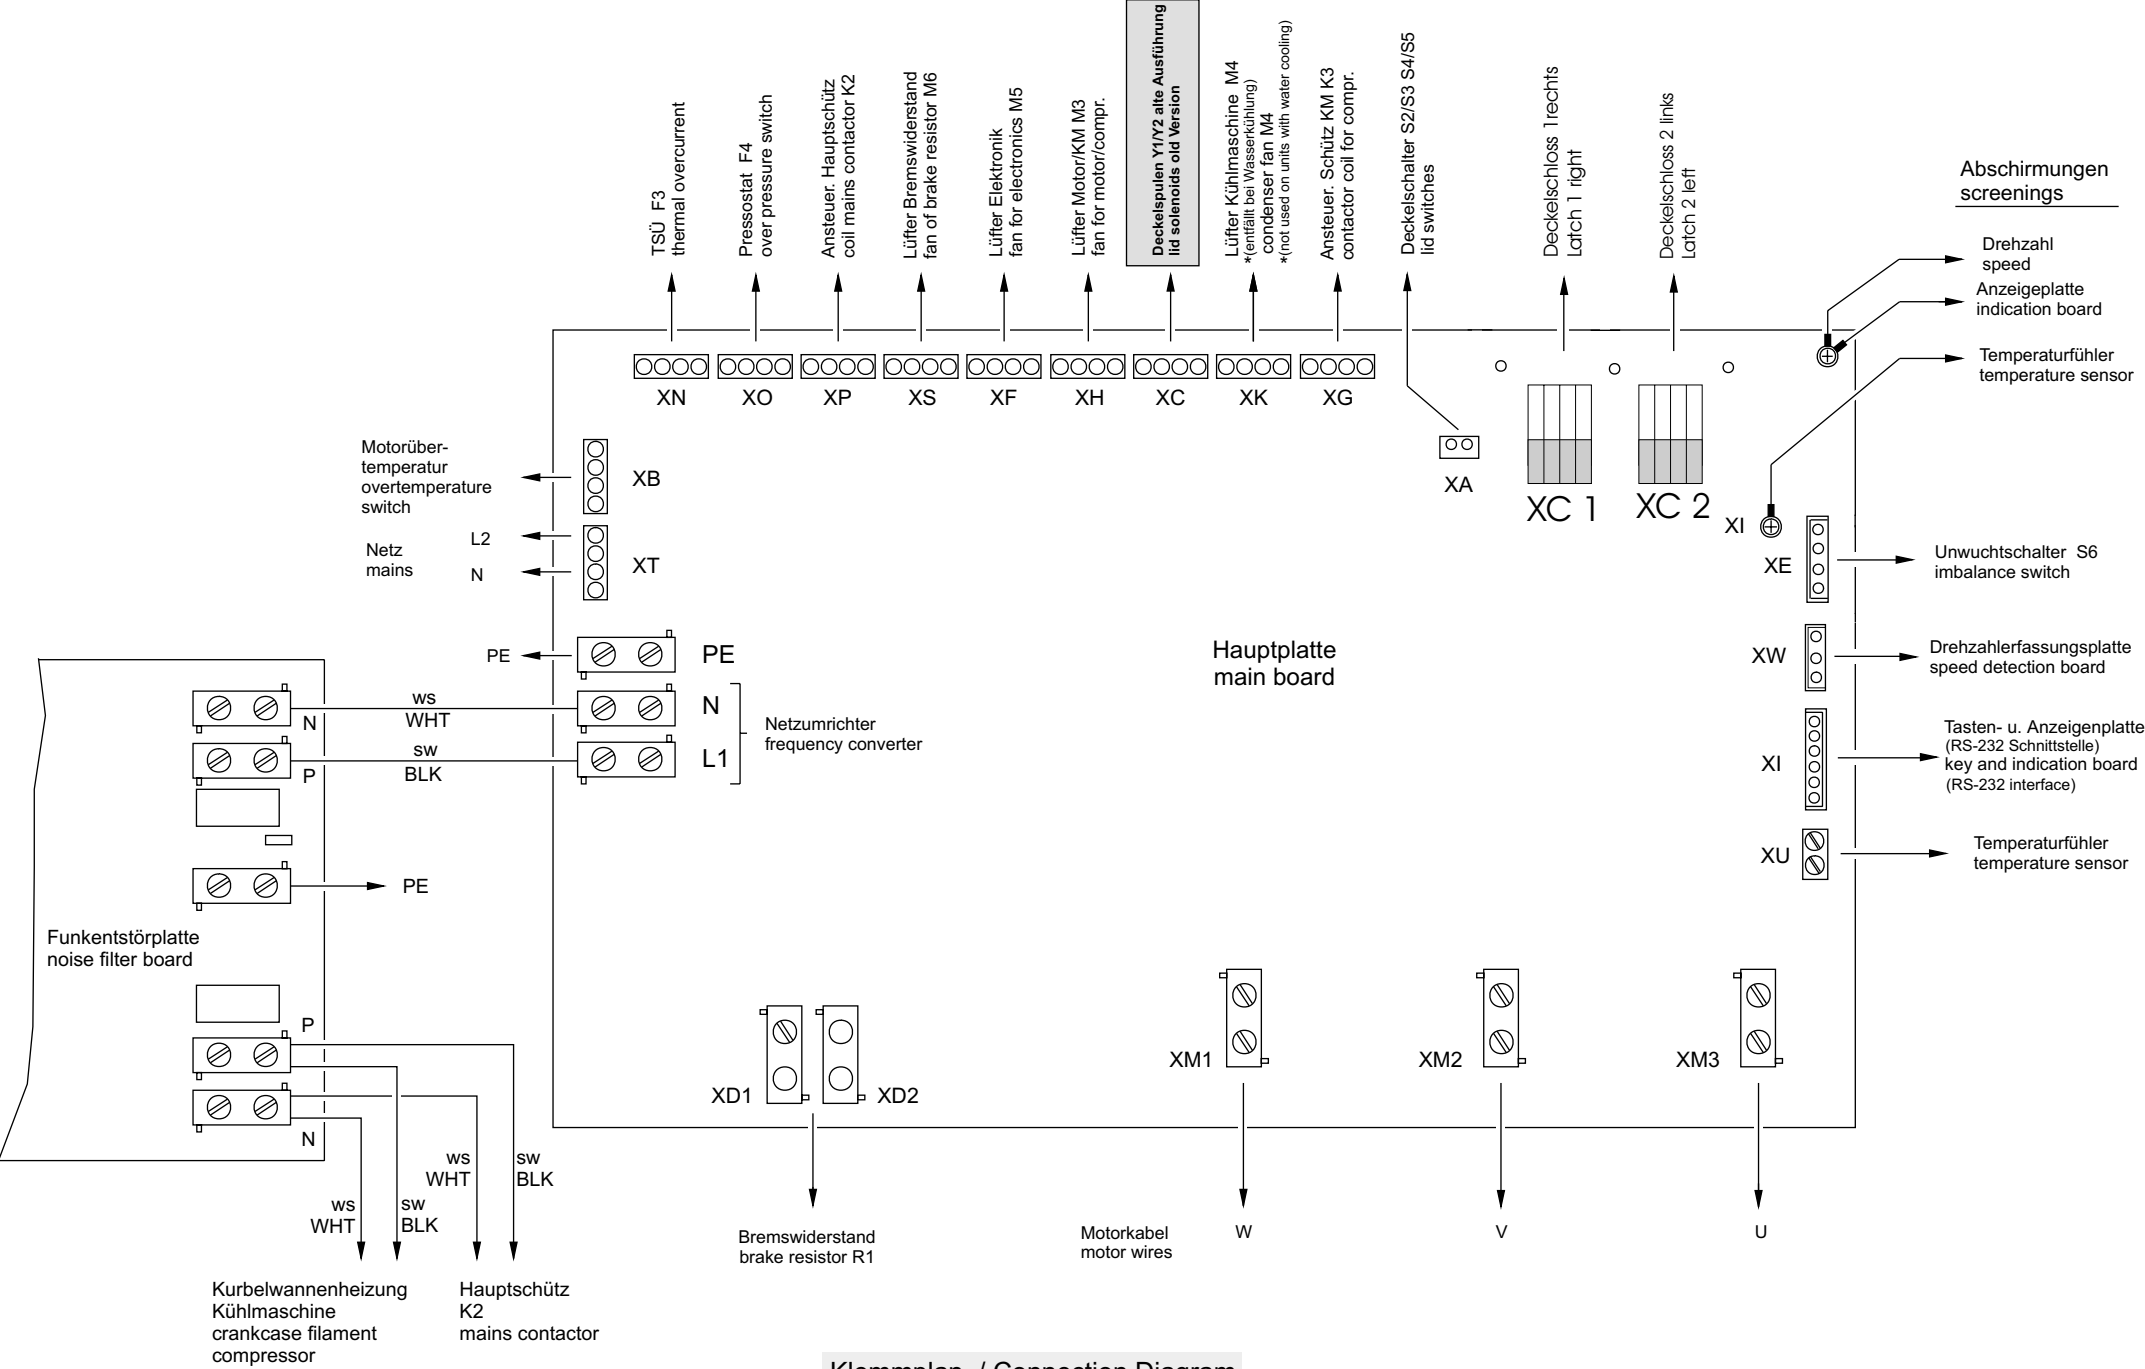 TSÜ F3
thermal overcurrent
Pressostat F4
over pressure switch
Ansteuer. Hauptschütz
coil mains contactor K2
Lüfter Bremswiderstand
fan of brake resistor M6
Lüfter Elektronik
fan for electronics M5
Lüfter Motor/KM M3
fan for motor/compr.
Deckelspulen Y1/Y2 alte Ausführung
lid solenoids old Version
Lüfter Kühlmaschine M4
*(entfällt bei Wasserkühlung)
condenser fan M4
*(not used on units with water cooling)
Ansteuer. Schütz KM K3
contactor coil for compr.
Deckelschalter S2/S3 S4/S5
lid switches
Deckelschloss 1rechts
Latch 1 right
Deckelschloss 2 links
Latch 2 left
Abschirmungen
screenings
Drehzahl
speed
Anzeigeplatte
indication board
Temperaturfühler
temperature sensor
XN
XO
XP
XS
XF
XH
XC
XK
XG
XA
XC 1
XC 2
XI
Motorüber-
temperatur
overtemperature
switch
XB
Netz
mains
L2
N
XT
XE
Unwuchtschalter S6
imbalance switch
PE
PE
N
L1
Netzumrichter
frequency converter
Hauptplatte
main board
XW
Drehzahlerfassungsplatte
speed detection board
XI
Tasten- u. Anzeigenplatte
(RS-232 Schnittstelle)
key and indication board
(RS-232 interface)
XU
Temperaturfühler
temperature sensor
N
ws
WHT
P
sw
BLK
PE
Funkentstörplatte
noise filter board
P
N
ws
WHT
sw
BLK
ws
WHT
sw
BLK
Kurbelwannenheizung
Kühlmaschine
crankcase filament
compressor
Hauptschütz
K2
mains contactor
XD1
XD2
Bremswiderstand
brake resistor R1
XM1
XM2
XM3
Motorkabel
motor wires
W
V
U
Klemmplan / Connection Diagram